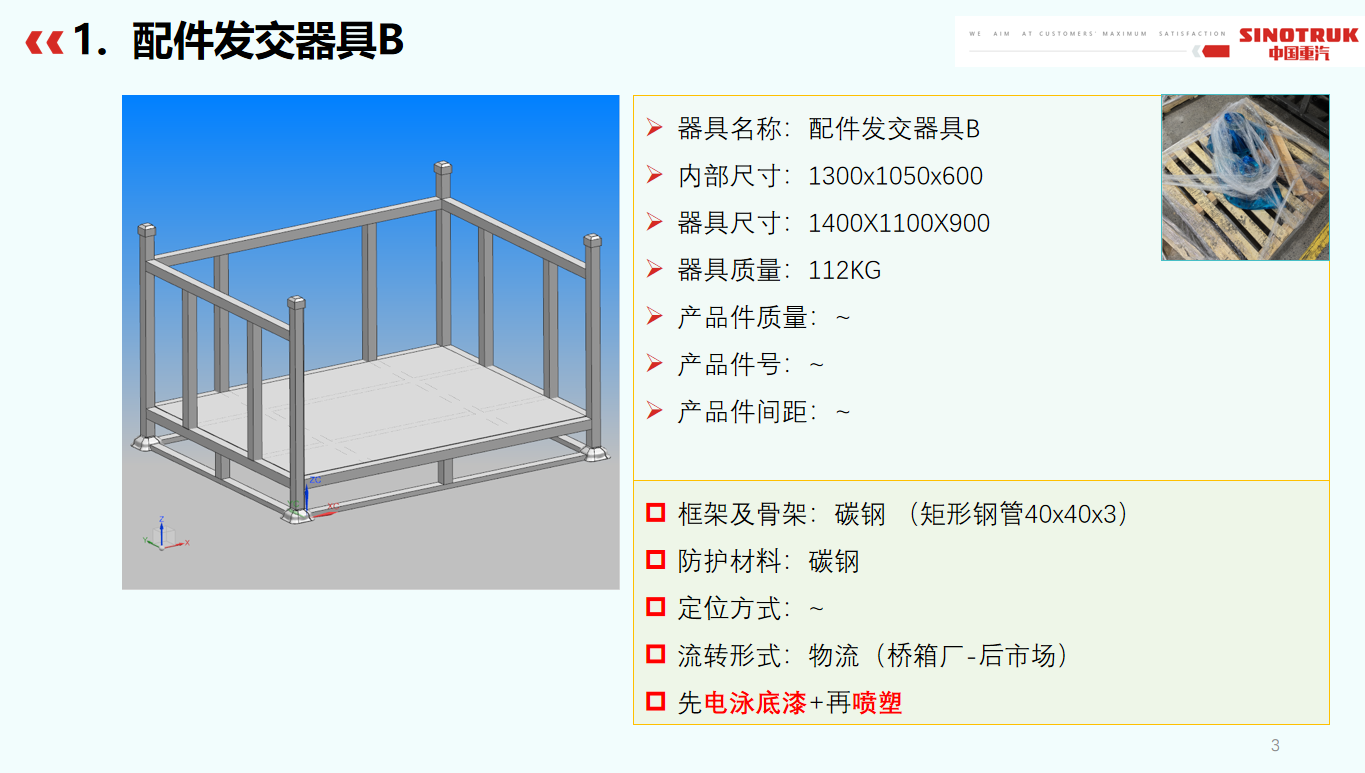 1. 配件发交器具B
WE AIM AT CUSTOMERS' MAXIMUM SATISFACTION
SINOTRUK
中国重汽
器具名称：配件发交器具B
内部尺寸：1300x1050x600
器具尺寸：1400X1100X900
器具质量：112KG
产品件质量：~
产品件号：~
产品件间距：~
框架及骨架：碳钢 （矩形钢管40x40x3）
防护材料：碳钢
定位方式：~
流转形式：物流（桥箱厂-后市场）
先电泳底漆+再喷塑
ZC
XC
Z
Y
X
3